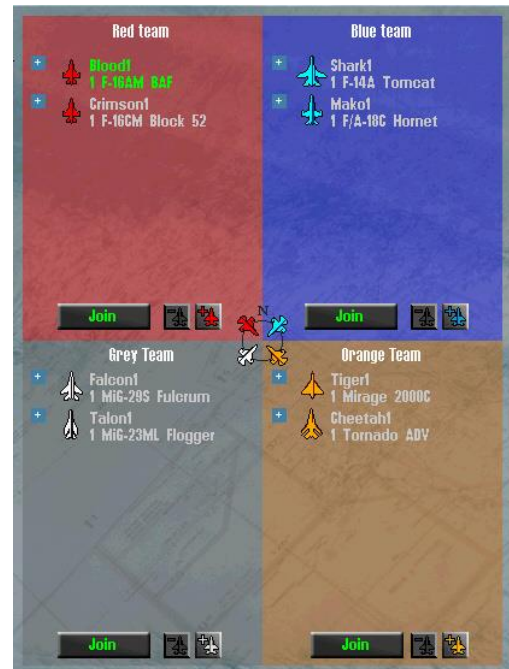 Red team
Blood1
1 F-16AM BAF
Crimson1
1 F-16CM Block 52
Join
Blue team
Shark1
1 F-14A Tomcat
Mako1
1 F/A-18C Hornet
Join
N
Grey Team
Falcon1
1 MiG-29S Fulcrum
Talon1
1 MiG-23ML Flogger
Join
Orange Team
Tiger1
1 Mirage 2000C
Cheetah1
1 Tornado ADV
Join